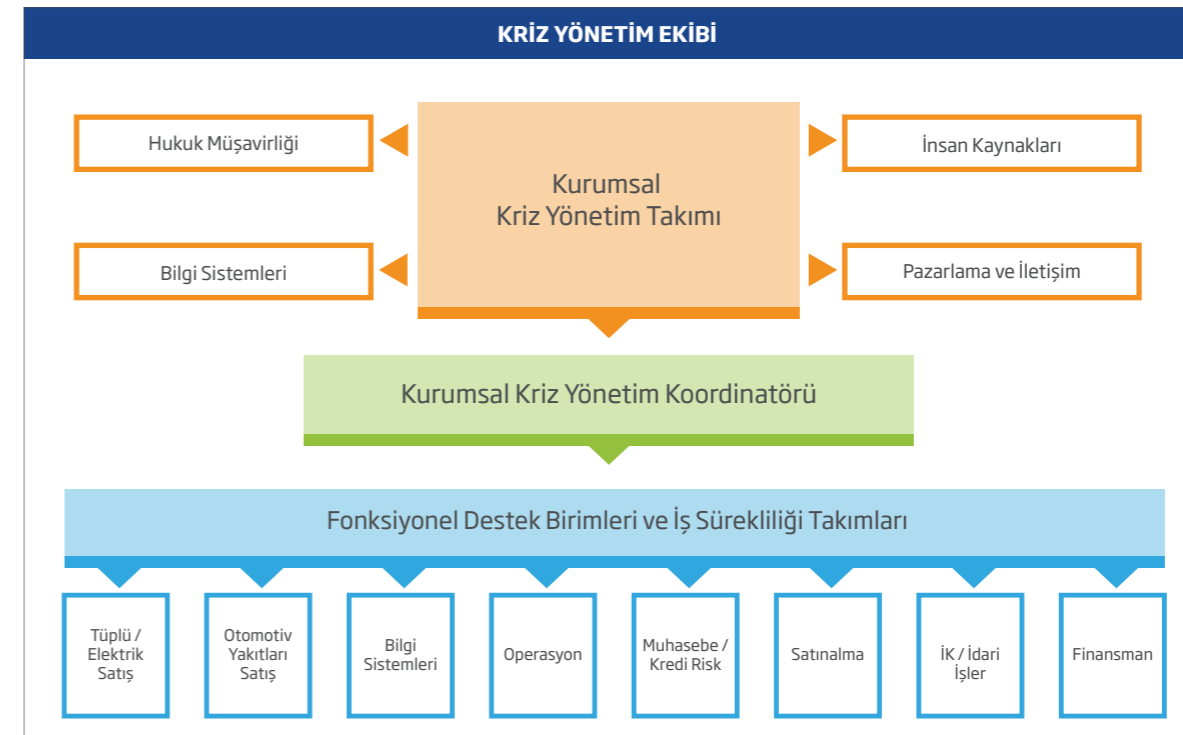 KRİZ YÖNETİM EKİBİ
Hukuk Müşavirliği
Kurumsal
Kriz Yönetim Takımı
İnsan Kaynakları
Bilgi Sistemleri
Pazarlama ve İletişim
Kurumsal Kriz Yönetim Koordinatörü
Fonksiyonel Destek Birimleri ve İş Sürekliliği Takımları
Tüplü /
Elektrik
Satış
Otomotiv
Yakıtları
Satış
Bilgi
Sistemleri
Operasyon
Muhasebe /
Kredi Risk
Satınalma
İK / İdari
İşler
Finansman